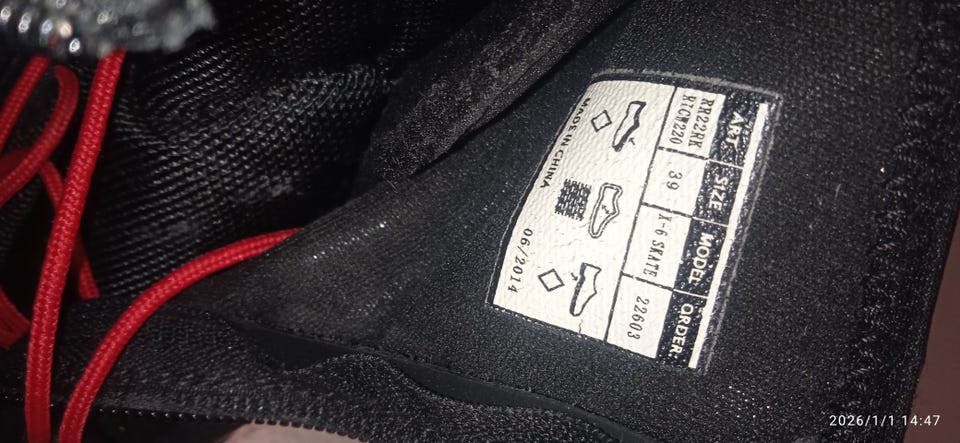 ART. SIZE: MODEL: ORDER:
RR22RK 39 X-6 SKATE 22603
RICW220
MADE IN CHINA 06/2014
2026/1/1 14:47